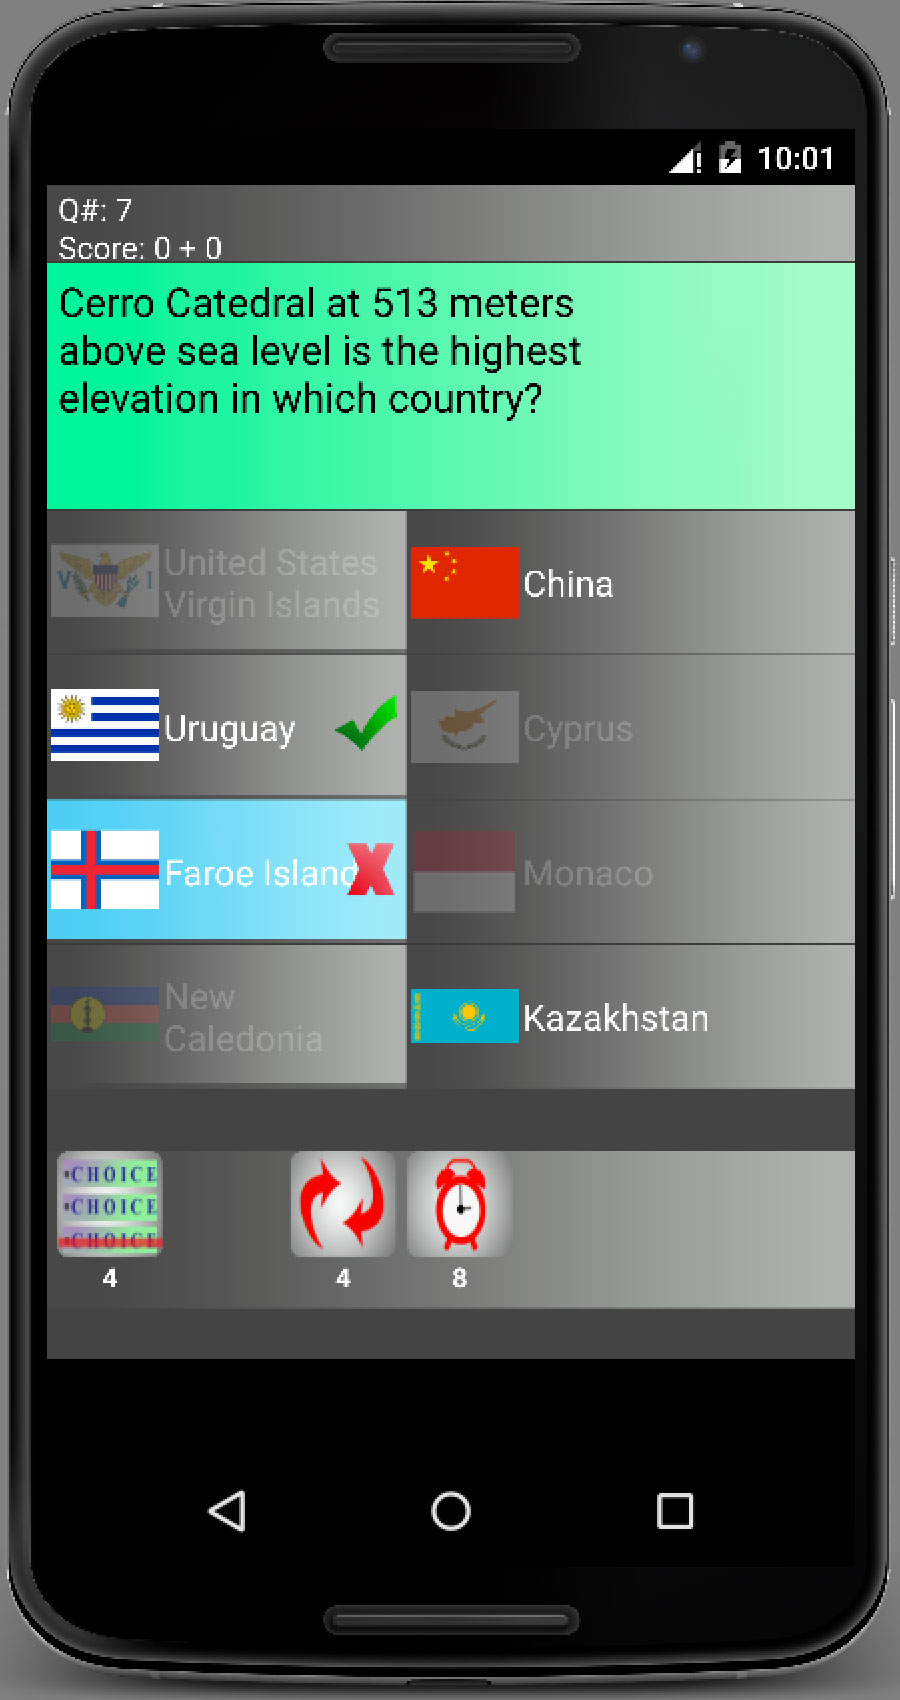 10:01
Q#: 7
Score: 0 + 0
Cerro Catedral at 513 meters
above sea level is the highest
elevation in which country?
United States
Virgin Islands
China
Uruguay
Cyprus
Faroe Island
Monaco
New
Caledonia
Kazakhstan
•CHOICE
•CHOICE
•CHOICE
4
4
8